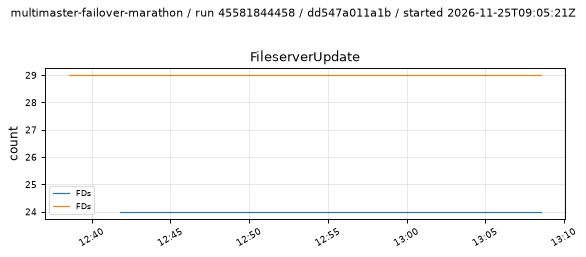 multimaster-failover-marathon / run 45581844458 / dd547a011a1b / started 2026-11-25T09:05:21Z
FileserverUpdate
count
29
28
27
26
25
24
FDs
FDs
12:40
12:45
12:50
12:55
13:00
13:05
13:10